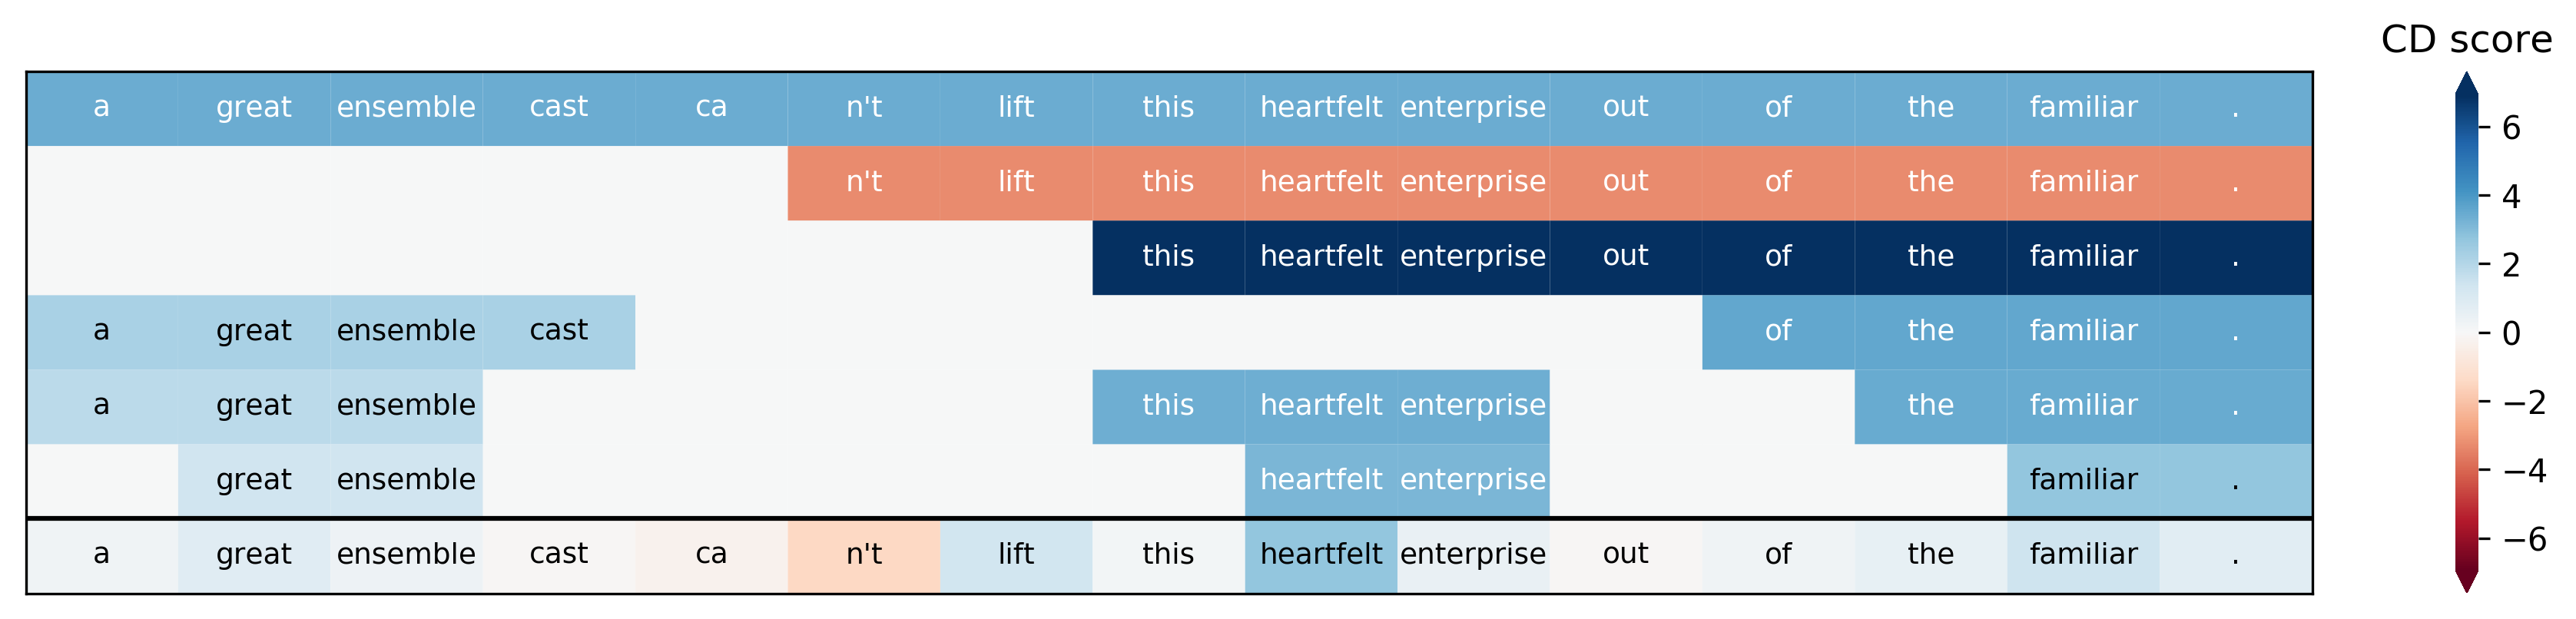 CD score
a great ensemble cast ca n't lift this heartfelt enterprise out of the familiar .
n't lift this heartfelt enterprise out of the familiar .
this heartfelt enterprise out of the familiar .
a great ensemble cast of the familiar .
a great ensemble this heartfelt enterprise the familiar .
great ensemble heartfelt enterprise familiar .
a great ensemble cast ca n't lift this heartfelt enterprise out of the familiar .
6
4
2
0
−2
−4
−6